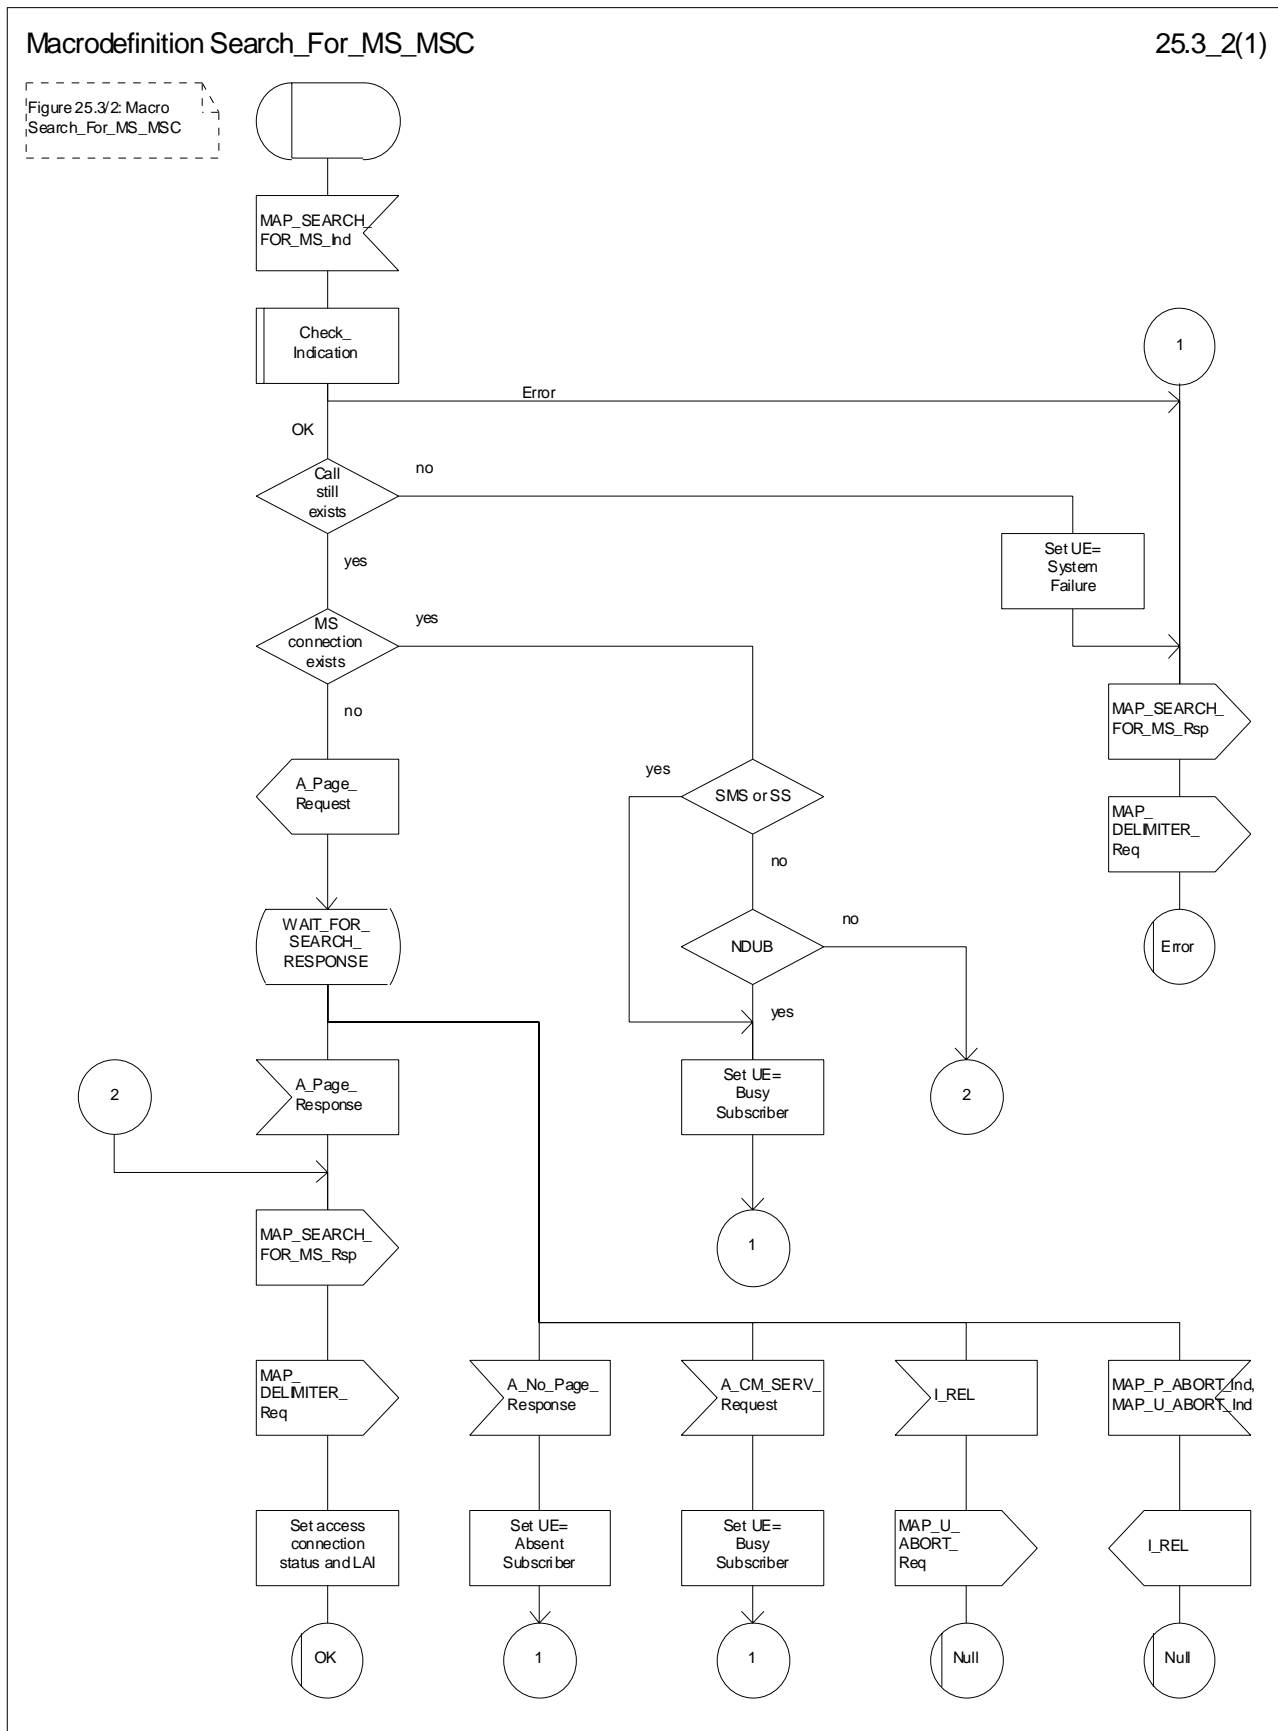 Macrodefinition Search_For_MS_MSC
25.3_2(1)
Figure 25.3/2: Macro
Search_For_MS_MSC
MAP_SEARCH_
FOR_MS_Ind
Check_
Indication
1
Error
OK
Call
still
exists
no
Set UE=
System
Failure
yes
MS
connection
exists
yes
no
MAP_SEARCH_
FOR_MS_Rsp
A_Page_
Request
yes
SMS or SS
MAP_
DELIMITER_
Req
no
WAIT_FOR_
SEARCH_
RESPONSE
NDUB
no
Error
yes
2
A_Page_
Response
Set UE=
Busy
Subscriber
2
MAP_SEARCH_
FOR_MS_Rsp
1
MAP_
DELIMITER_
Req
A_No_Page_
Response
A_CM_SERV_
Request
I_REL
MAP_P_ABORT_Ind,
MAP_U_ABORT_Ind
Set access
connection
status and LAI
Set UE=
Absent
Subscriber
Set UE=
Busy
Subscriber
MAP_U_
ABORT_
Req
I_REL
OK
1
1
Null
Null